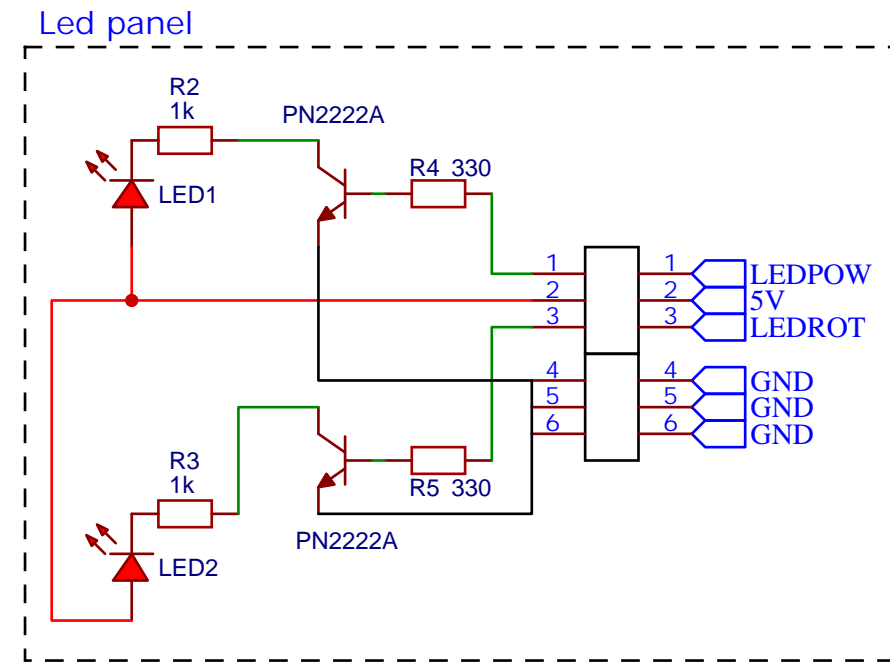 Led panel
R2
1k
PN2222A
LED1
R4 330
1 1 LEDPOW
2 2 5V
3 3 LEDROT
4 4 GND
5 5 GND
6 6 GND
R3
1k
R5 330
PN2222A
LED2